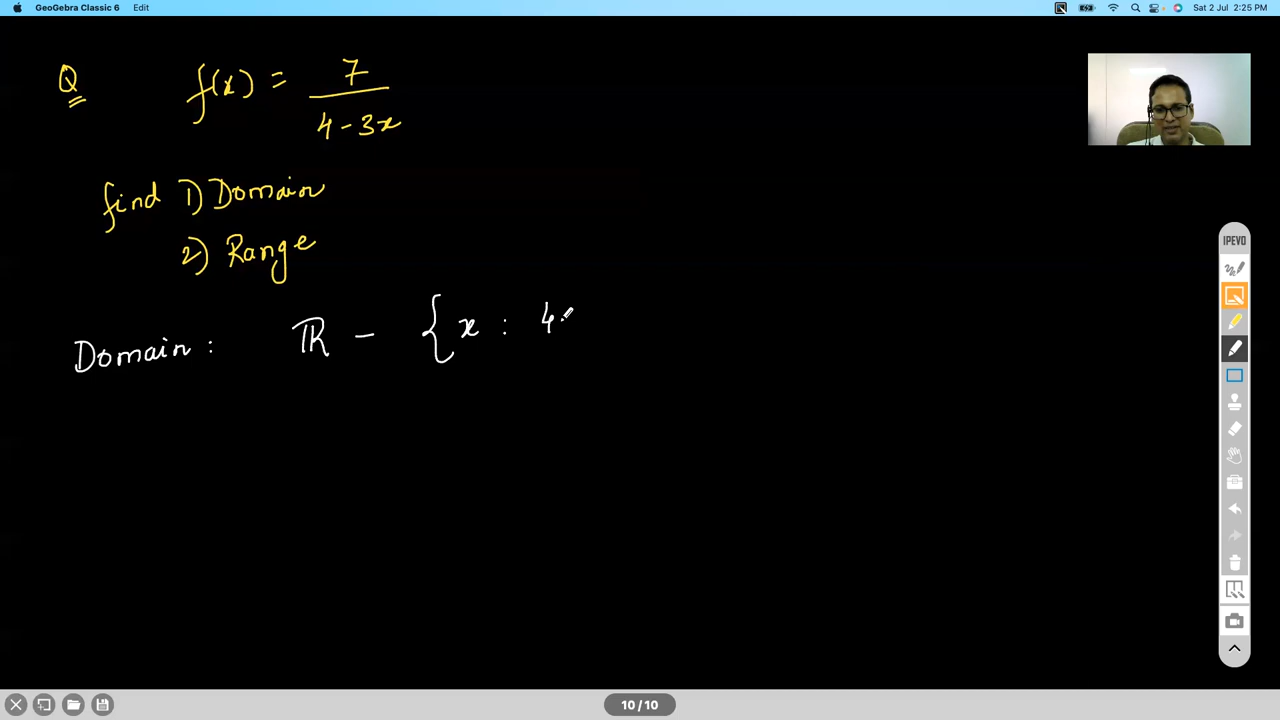 GeoGebra Classic 6 Edit Sat 2 Jul 2:25 PM
Q f(x) = 7 / 4 - 3x
find 1) Domain
2) Range
IPEVO
Domain : ℝ - { x : 4
10/10